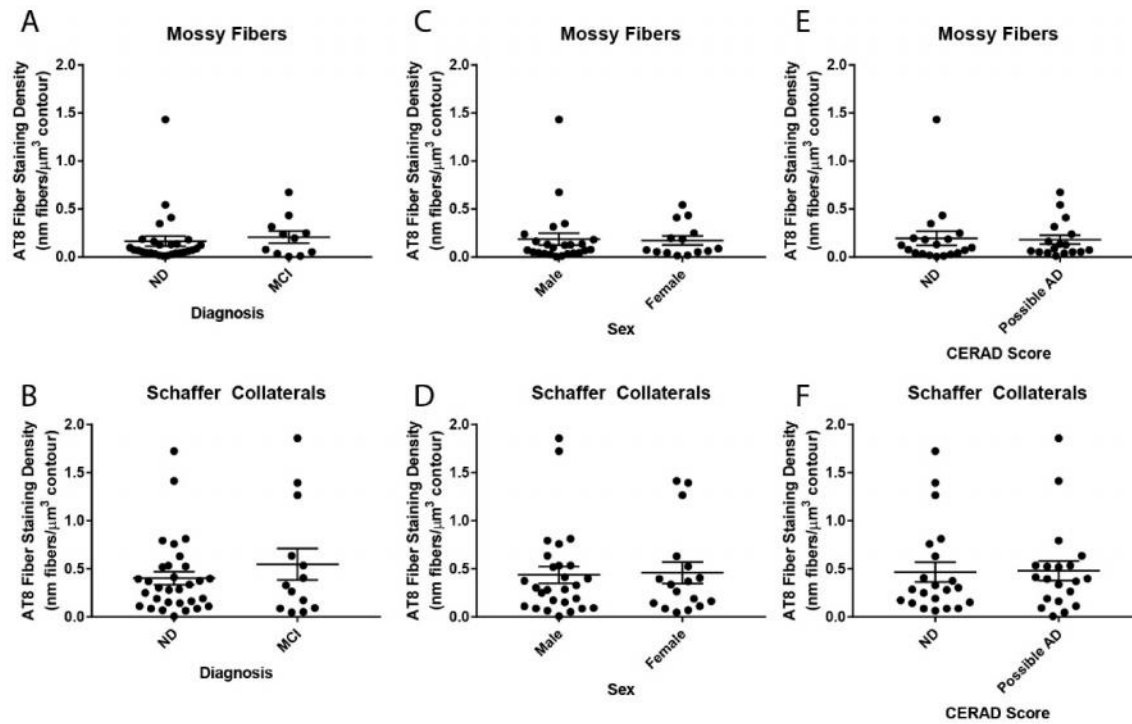 A
Mossy Fibers
AT8 Fiber Staining Density
(nm fibers/μm³ contour)
2.0
1.5
1.0
0.5
0.0
ND
MCI
Diagnosis
C
Mossy Fibers
AT8 Fiber Staining Density
(nm fibers/μm³ contour)
2.0
1.5
1.0
0.5
0.0
Male
Female
Sex
E
Mossy Fibers
AT8 Fiber Staining Density
(nm fibers/μm³ contour)
2.0
1.5
1.0
0.5
0.0
ND
Possible AD
CERAD Score
B
Schaffer Collaterals
AT8 Fiber Staining Density
(nm fibers/μm³ contour)
2.0
1.5
1.0
0.5
0.0
ND
MCI
Diagnosis
D
Schaffer Collaterals
AT8 Fiber Staining Density
(nm fibers/μm³ contour)
2.0
1.5
1.0
0.5
0.0
Male
Female
Sex
F
Schaffer Collaterals
AT8 Fiber Staining Density
(nm fibers/μm³ contour)
2.0
1.5
1.0
0.5
0.0
ND
Possible AD
CERAD Score